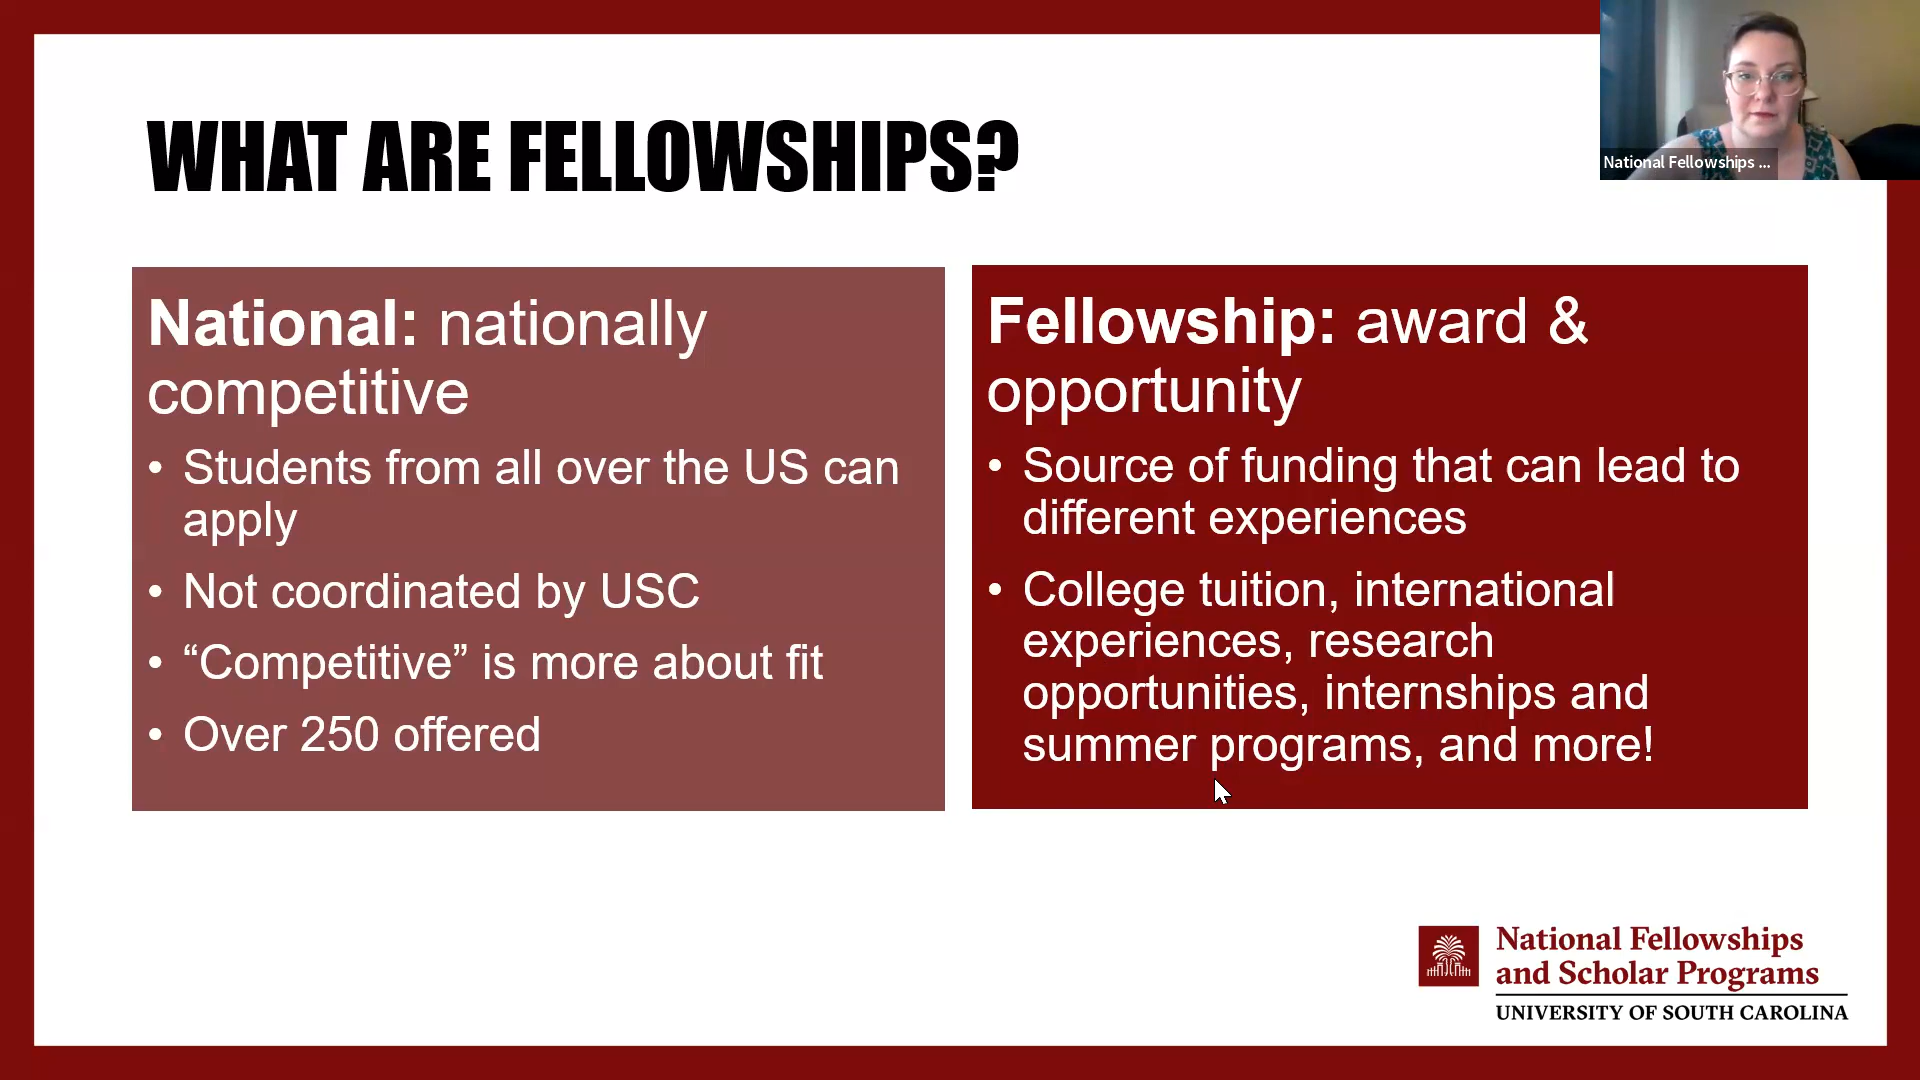 WHAT ARE FELLOWSHIPS?
National Fellowships ...
National: nationally
competitive
• Students from all over the US can
apply
• Not coordinated by USC
• “Competitive” is more about fit
• Over 250 offered
Fellowship: award &
opportunity
• Source of funding that can lead to
different experiences
• College tuition, international
experiences, research
opportunities, internships and
summer programs, and more!
National Fellowships
and Scholar Programs
UNIVERSITY OF SOUTH CAROLINA